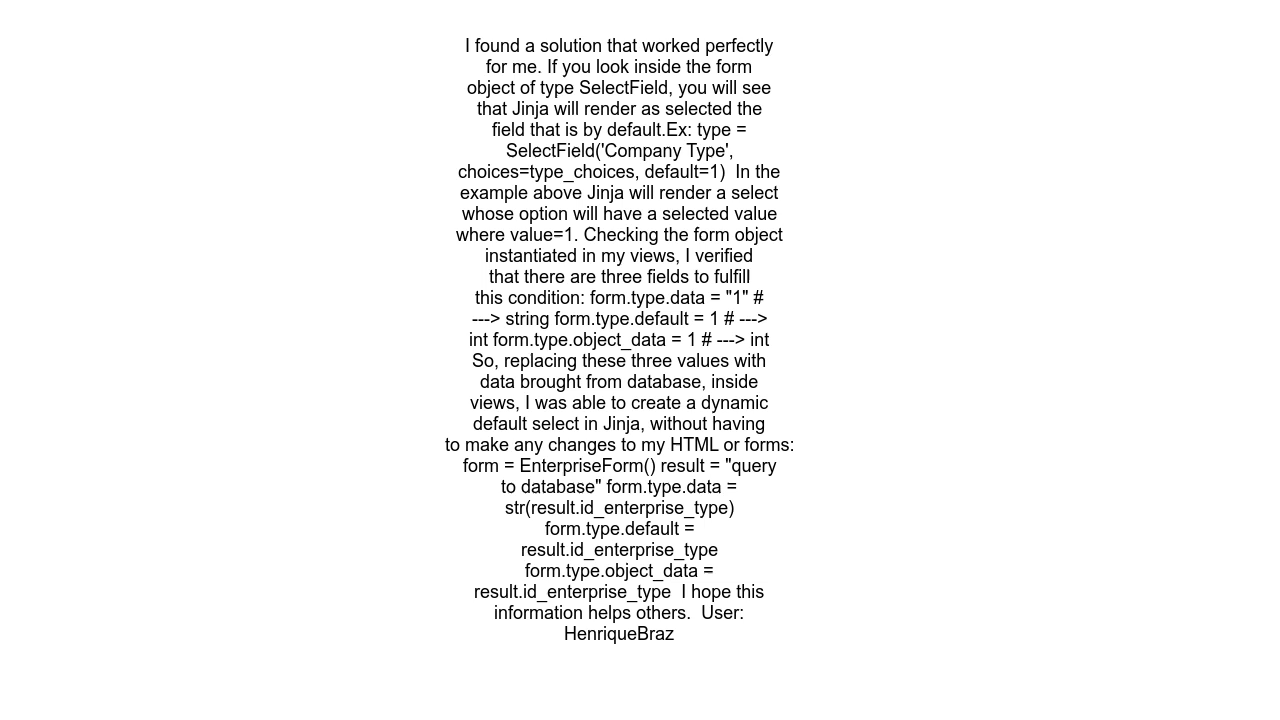 I found a solution that worked perfectly
for me. If you look inside the form
object of type SelectField, you will see
that Jinja will render as selected the
field that is by default.Ex: type =
SelectField('Company Type',
choices=type_choices, default=1)  In the
example above Jinja will render a select
whose option will have a selected value
where value=1. Checking the form object
instantiated in my views, I verified
that there are three fields to fulfill
this condition: form.type.data = "1" #
---> string form.type.default = 1 # --->
int form.type.object_data = 1 # ---> int
So, replacing these three values with
data brought from database, inside
views, I was able to create a dynamic
default select in Jinja, without having
to make any changes to my HTML or forms:
form = EnterpriseForm() result = "query
to database" form.type.data =
str(result.id_enterprise_type)
form.type.default =
result.id_enterprise_type
form.type.object_data =
result.id_enterprise_type  I hope this
information helps others.  User:
HenriqueBraz